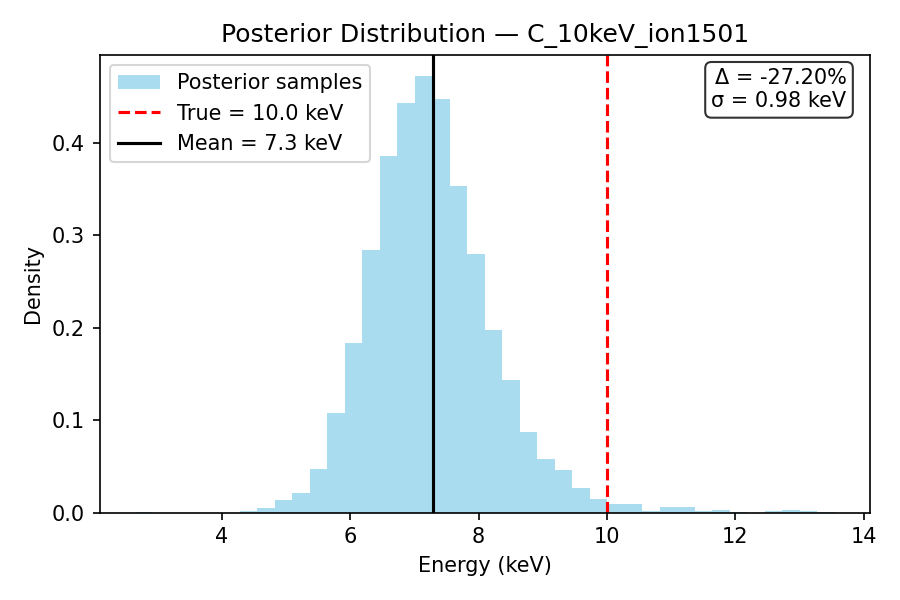 Posterior Distribution — C_10keV_ion1501
Posterior samples
True = 10.0 keV
Mean = 7.3 keV
Δ = -27.20%
σ = 0.98 keV
Density
0.4
0.3
0.2
0.1
0.0
4 6 8 10 12 14
Energy (keV)